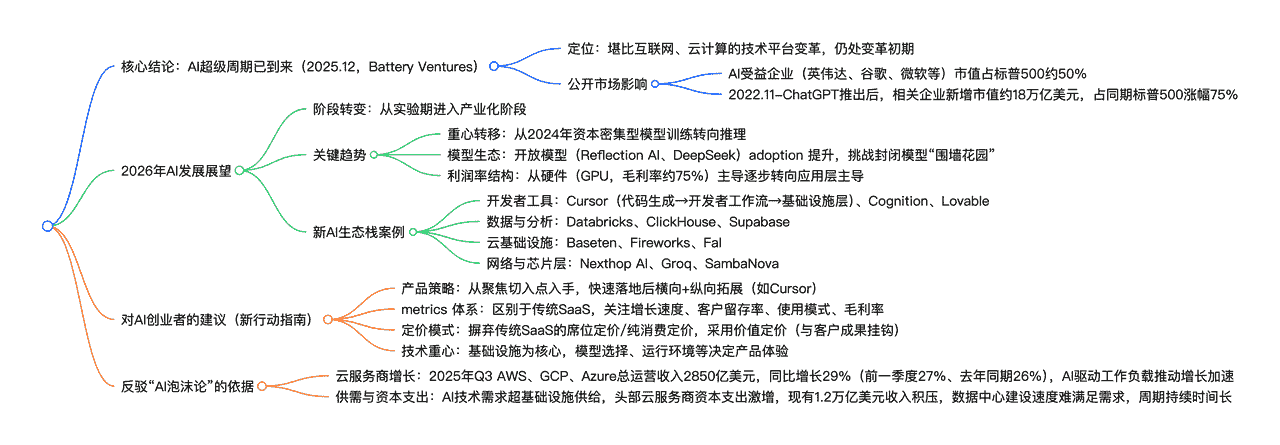 核心结论：AI超级周期已到来（2025.12，Battery Ventures）
定位：堪比互联网、云计算的技术平台变革，仍处变革初期
公开市场影响
AI受益企业（英伟达、谷歌、微软等）市值占标普500约50%
2022.11-ChatGPT推出后，相关企业新增市值约18万亿美元，占同期标普500涨幅75%
2026年AI发展展望
阶段转变：从实验期进入产业化阶段
关键趋势
重心转移：从2024年资本密集型模型训练转向推理
模型生态：开放模型（Reflection AI、DeepSeek）adoption 提升，挑战封闭模型“围墙花园”
利润率结构：从硬件（GPU，毛利率约75%）主导逐步转向应用层主导
新AI生态栈案例
开发者工具：Cursor（代码生成→开发者工作流→基础设施层）、Cognition、Lovable
数据与分析：Databricks、ClickHouse、Supabase
云基础设施：Baseten、Fireworks、Fal
网络与芯片层：Nexthop AI、Groq、SambaNova
对AI创业者的建议（新行动指南）
产品策略：从聚焦切入点入手，快速落地后横向+纵向拓展（如Cursor）
metrics 体系：区别于传统SaaS，关注增长速度、客户留存率、使用模式、毛利率
定价模式：摒弃传统SaaS的席位定价/纯消费定价，采用价值定价（与客户成果挂钩）
技术重心：基础设施为核心，模型选择、运行环境等决定产品体验
反驳“AI泡沫论”的依据
云服务商增长：2025年Q3 AWS、GCP、Azure总运营收入2850亿美元，同比增长29%（前一季度27%、去年同期26%），AI驱动工作负载推动增长加速
供需与资本支出：AI技术需求超基础设施供给，头部云服务商资本支出激增，现有1.2万亿美元收入积压，数据中心建设速度难满足需求，周期持续时间长